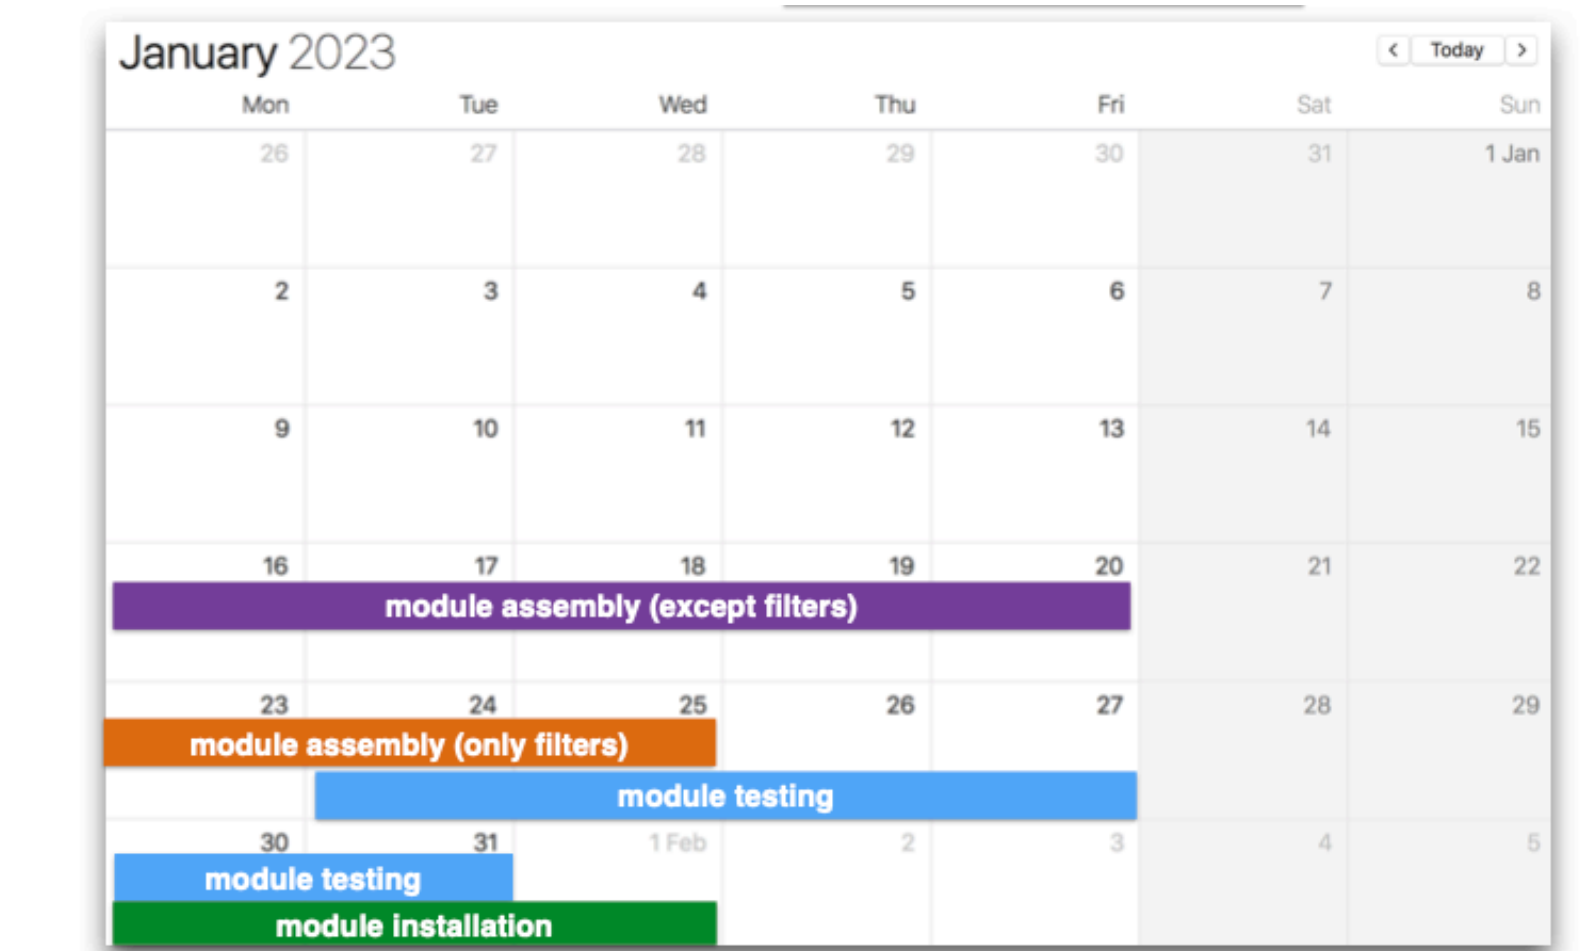 January 2023
< Today >
Mon Tue Wed Thu Fri Sat Sun
26 27 28 29 30 31 1 Jan
2 3 4 5 6 7 8
9 10 11 12 13 14 15
16 17 18 19 20 21 22
module assembly (except filters)
23 24 25 26 27 28 29
module assembly (only filters)
module testing
30 31 1 Feb 2 3 4 5
module testing
module installation